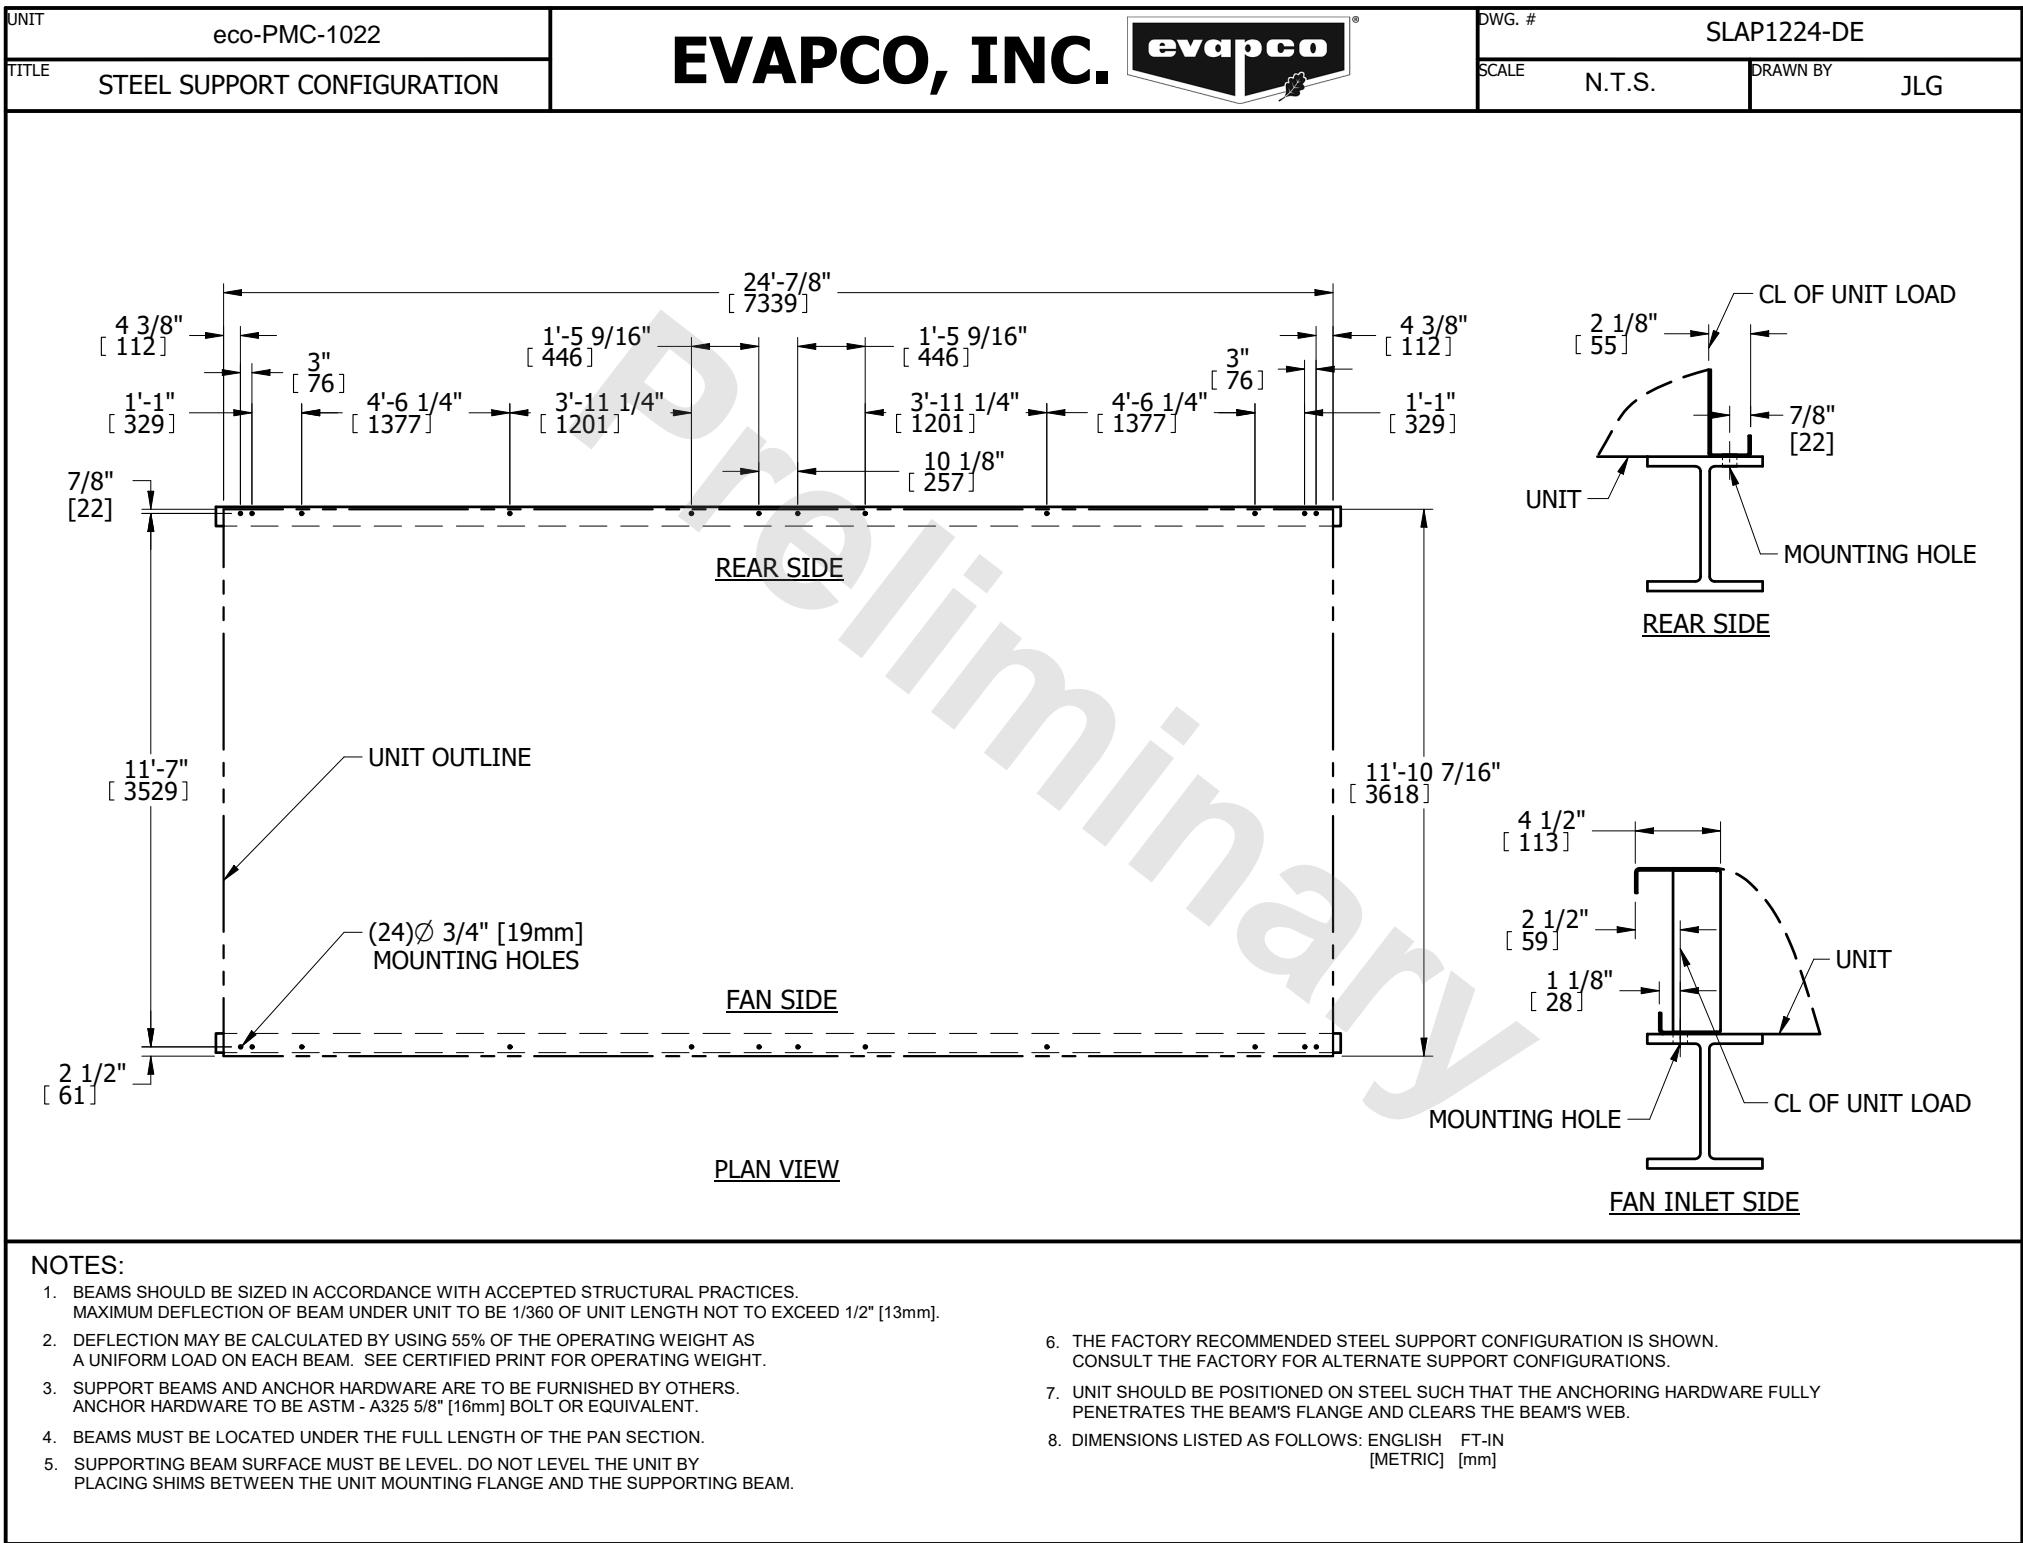 UNIT
eco-PMC-1022
TITLE
STEEL SUPPORT CONFIGURATION
EVAPCO, INC.
evapco
®
DWG. #
SLAP1224-DE
SCALE
N.T.S.
DRAWN BY
JLG
24'-7/8"
[ 7339]
4 3/8"
[ 112]
3"
[ 76]
1'-5 9/16"
[ 446]
1'-5 9/16"
[ 446]
3"
[ 76]
4 3/8"
[ 112]
1'-1"
[ 329]
4'-6 1/4"
[ 1377]
3'-11 1/4"
[ 1201]
3'-11 1/4"
[ 1201]
4'-6 1/4"
[ 1377]
1'-1"
[ 329]
10 1/8"
[ 257]
7/8"
[22]
REAR SIDE
UNIT OUTLINE
11'-7"
[ 3529]
11'-10 7/16"
[ 3618]
(24)Ø 3/4" [19mm]
MOUNTING HOLES
FAN SIDE
2 1/2"
[ 61]
PLAN VIEW
Preliminary
CL OF UNIT LOAD
2 1/8"
[ 55]
7/8"
[22]
UNIT
MOUNTING HOLE
REAR SIDE
4 1/2"
[ 113]
2 1/2"
[ 59]
1 1/8"
[ 28]
UNIT
CL OF UNIT LOAD
MOUNTING HOLE
FAN INLET SIDE
NOTES:
1. BEAMS SHOULD BE SIZED IN ACCORDANCE WITH ACCEPTED STRUCTURAL PRACTICES.
MAXIMUM DEFLECTION OF BEAM UNDER UNIT TO BE 1/360 OF UNIT LENGTH NOT TO EXCEED 1/2" [13mm].
2. DEFLECTION MAY BE CALCULATED BY USING 55% OF THE OPERATING WEIGHT AS
A UNIFORM LOAD ON EACH BEAM. SEE CERTIFIED PRINT FOR OPERATING WEIGHT.
3. SUPPORT BEAMS AND ANCHOR HARDWARE ARE TO BE FURNISHED BY OTHERS.
ANCHOR HARDWARE TO BE ASTM - A325 5/8" [16mm] BOLT OR EQUIVALENT.
4. BEAMS MUST BE LOCATED UNDER THE FULL LENGTH OF THE PAN SECTION.
5. SUPPORTING BEAM SURFACE MUST BE LEVEL. DO NOT LEVEL THE UNIT BY
PLACING SHIMS BETWEEN THE UNIT MOUNTING FLANGE AND THE SUPPORTING BEAM.
6. THE FACTORY RECOMMENDED STEEL SUPPORT CONFIGURATION IS SHOWN.
CONSULT THE FACTORY FOR ALTERNATE SUPPORT CONFIGURATIONS.
7. UNIT SHOULD BE POSITIONED ON STEEL SUCH THAT THE ANCHORING HARDWARE FULLY
PENETRATES THE BEAM'S FLANGE AND CLEARS THE BEAM'S WEB.
8. DIMENSIONS LISTED AS FOLLOWS: ENGLISH FT-IN
[METRIC] [mm]